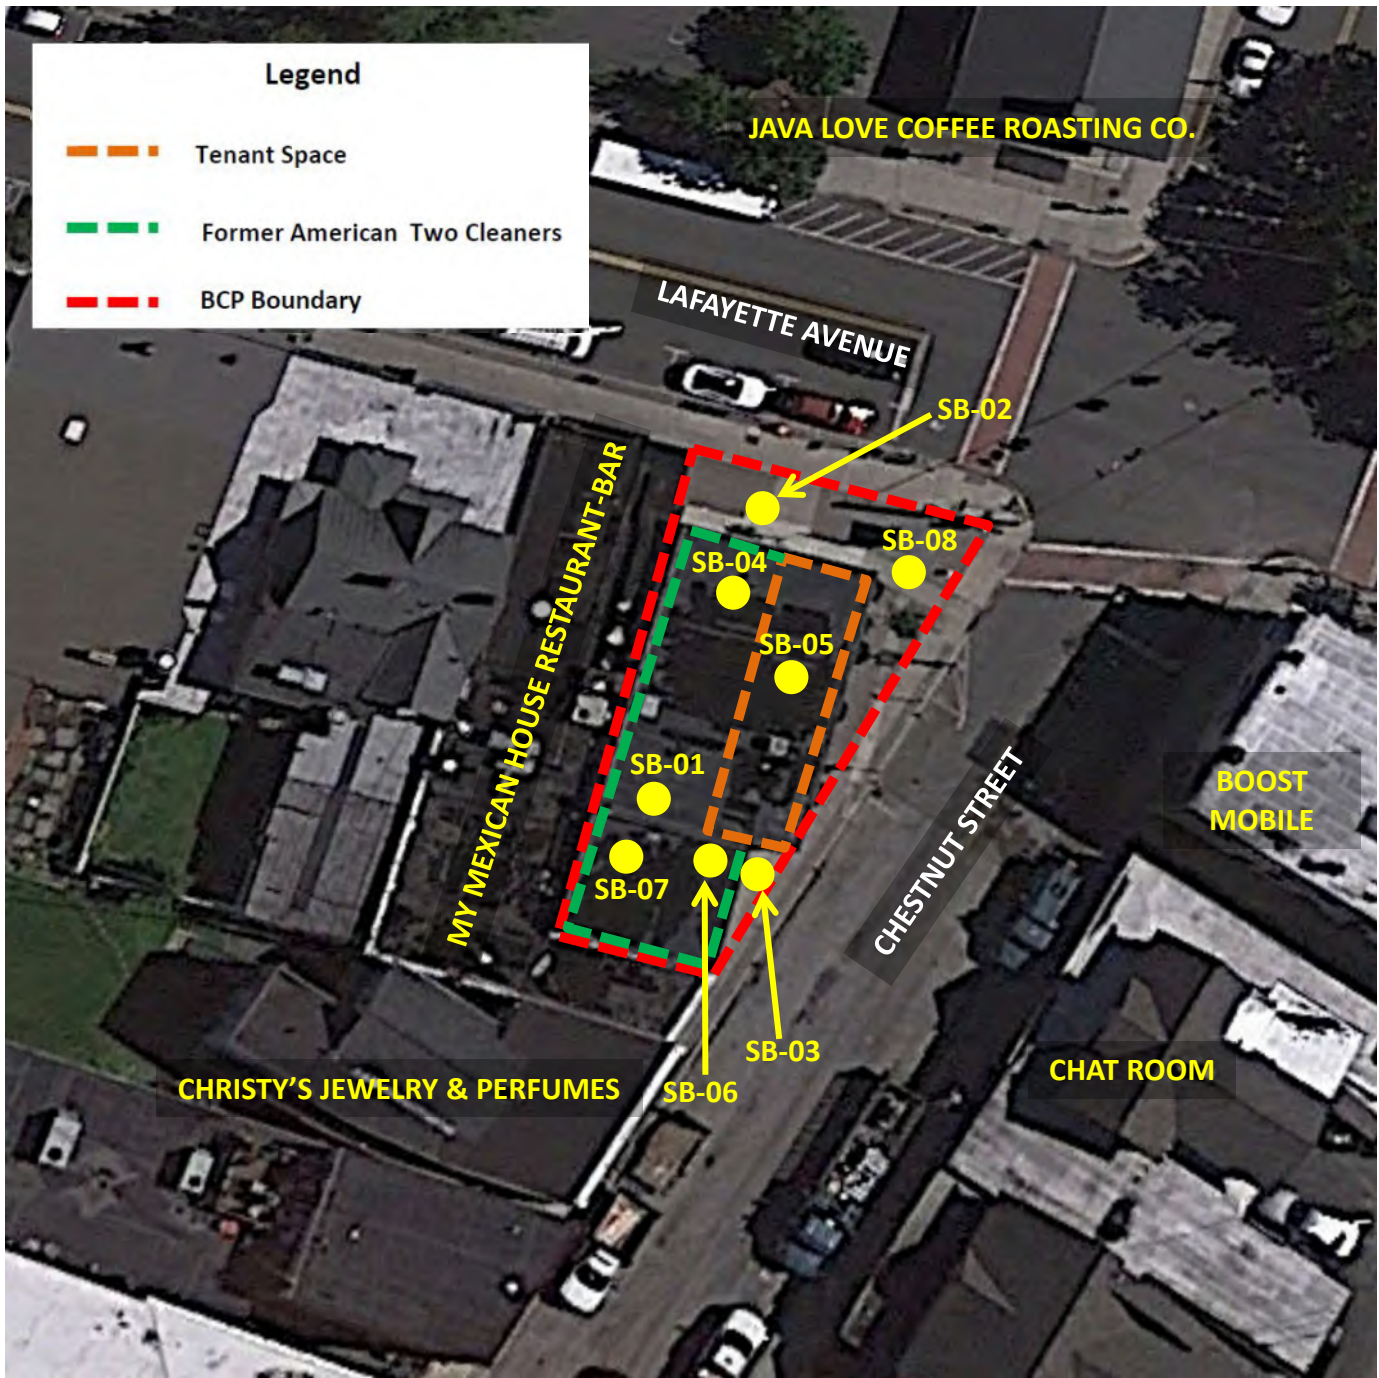 Legend
Tenant Space
Former American Two Cleaners
BCP Boundary
JAVA LOVE COFFEE ROASTING CO.
LAFAYETTE AVENUE
SB-02
SB-08
SB-04
SB-05
MY MEXICAN HOUSE RESTAURANT-BAR
SB-01
SB-07
CHESTNUT STREET
BOOST
MOBILE
SB-03
SB-06
CHRISTY’S JEWELRY & PERFUMES
CHAT ROOM